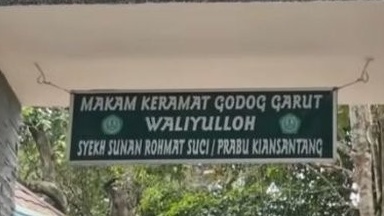 MAKAM KERAMAT GODOG GARUT
WALIYULLOH
SYEKH SUNAN ROHMAT SUCI / PRABU KIANSANTANG